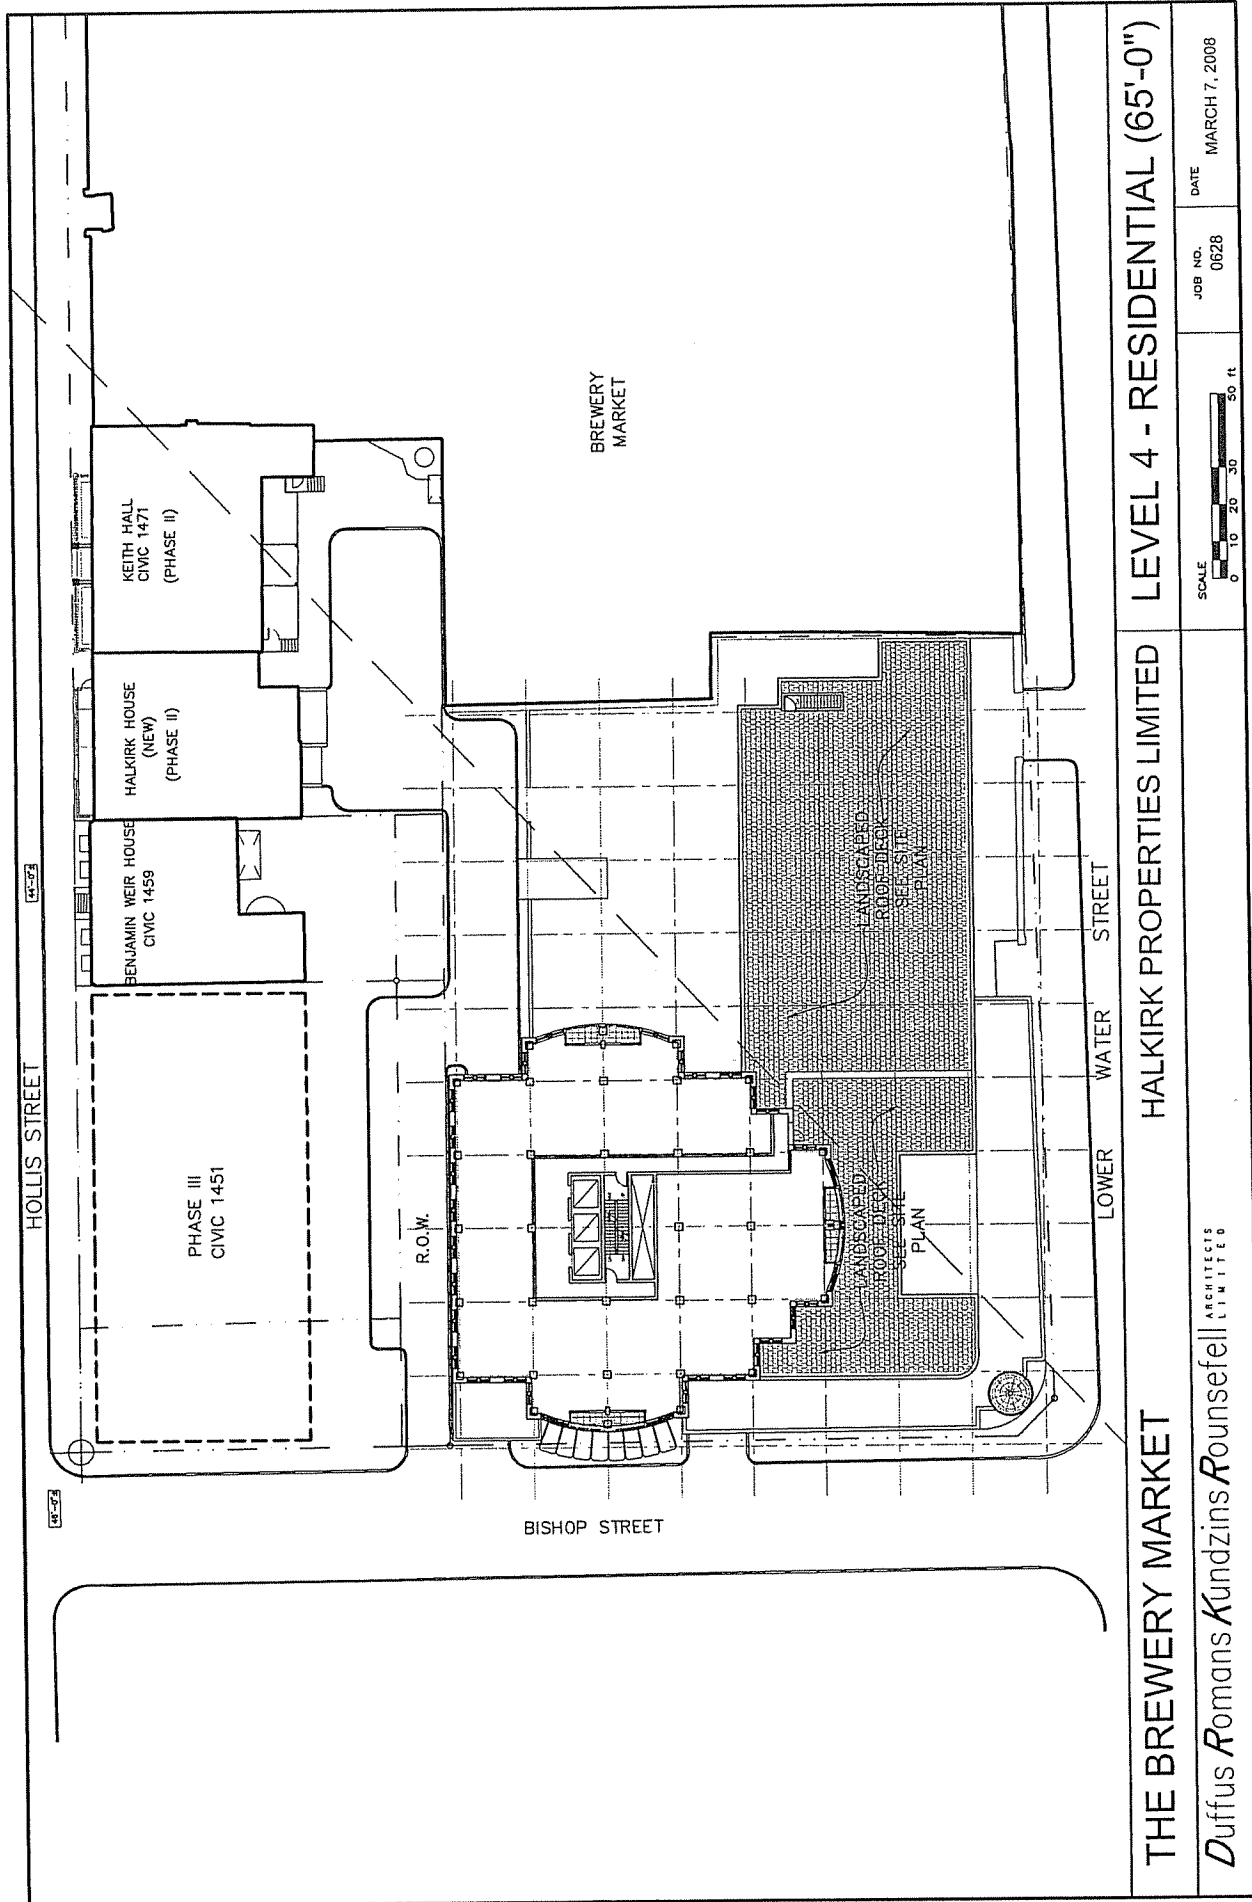 HOLLIS STREET
44'-0"±
46'-0"±
KEITH HALL
CIVIC 1471
(PHASE II)
HALKIRK HOUSE
(NEW)
(PHASE II)
BENJAMIN WEIR HOUSE
CIVIC 1459
PHASE III
CIVIC 1451
R.O.W.
BREWERY
MARKET
LANDSCAPED
ROOF DECK
SEE SITE
PLAN
LANDSCAPED
ROOF DECK
SEE SITE
PLAN
BISHOP STREET
LOWER WATER STREET
THE BREWERY MARKET
HALKIRK PROPERTIES LIMITED
LEVEL 4 - RESIDENTIAL (65'-0")
Duffus Romans Kundzins Rounsefell ARCHITECTS
LIMITED
SCALE
0 10 20 30 50 ft
JOB NO.
0628
DATE
MARCH 7, 2008